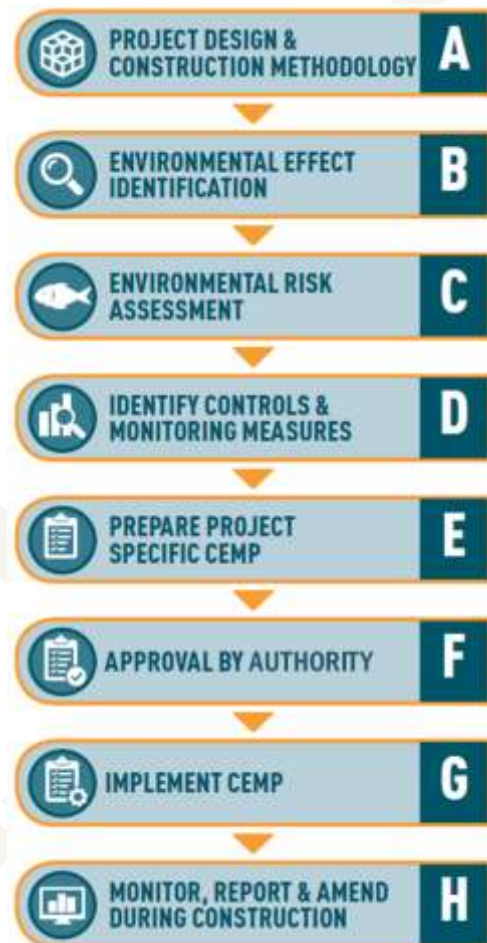 PROJECT DESIGN &
CONSTRUCTION METHODOLOGY
A
ENVIRONMENTAL EFFECT
IDENTIFICATION
B
ENVIRONMENTAL RISK
ASSESSMENT
C
IDENTIFY CONTROLS &
MONITORING MEASURES
D
PREPARE PROJECT
SPECIFIC CEMP
E
APPROVAL BY AUTHORITY
F
IMPLEMENT CEMP
G
MONITOR, REPORT & AMEND
DURING CONSTRUCTION
H